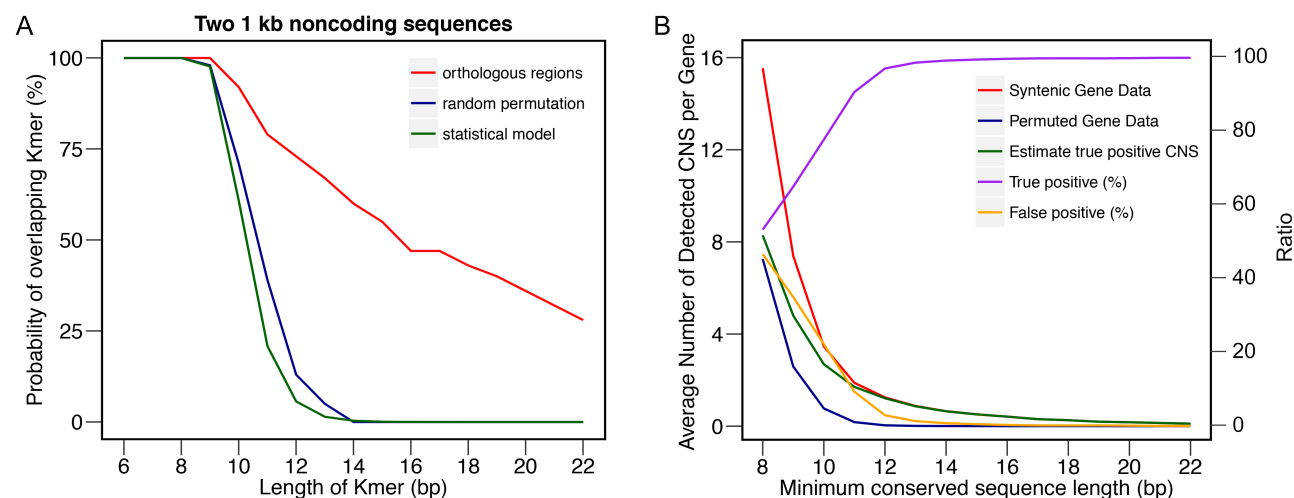 A
Two 1 kb noncoding sequences
Probability of overlapping Kmer (%)
100
75
50
25
0
orthologous regions
random permutation
statistical model
6 8 10 12 14 16 18 20 22
Length of Kmer (bp)
B
Average Number of Detected CNS per Gene
16
12
8
4
0
Syntenic Gene Data
Permuted Gene Data
Estimate true positive CNS
True positive (%)
False positive (%)
100
80
60
40
20
0
Ratio
8 10 12 14 16 18 20 22
Minimum conserved sequence length (bp)